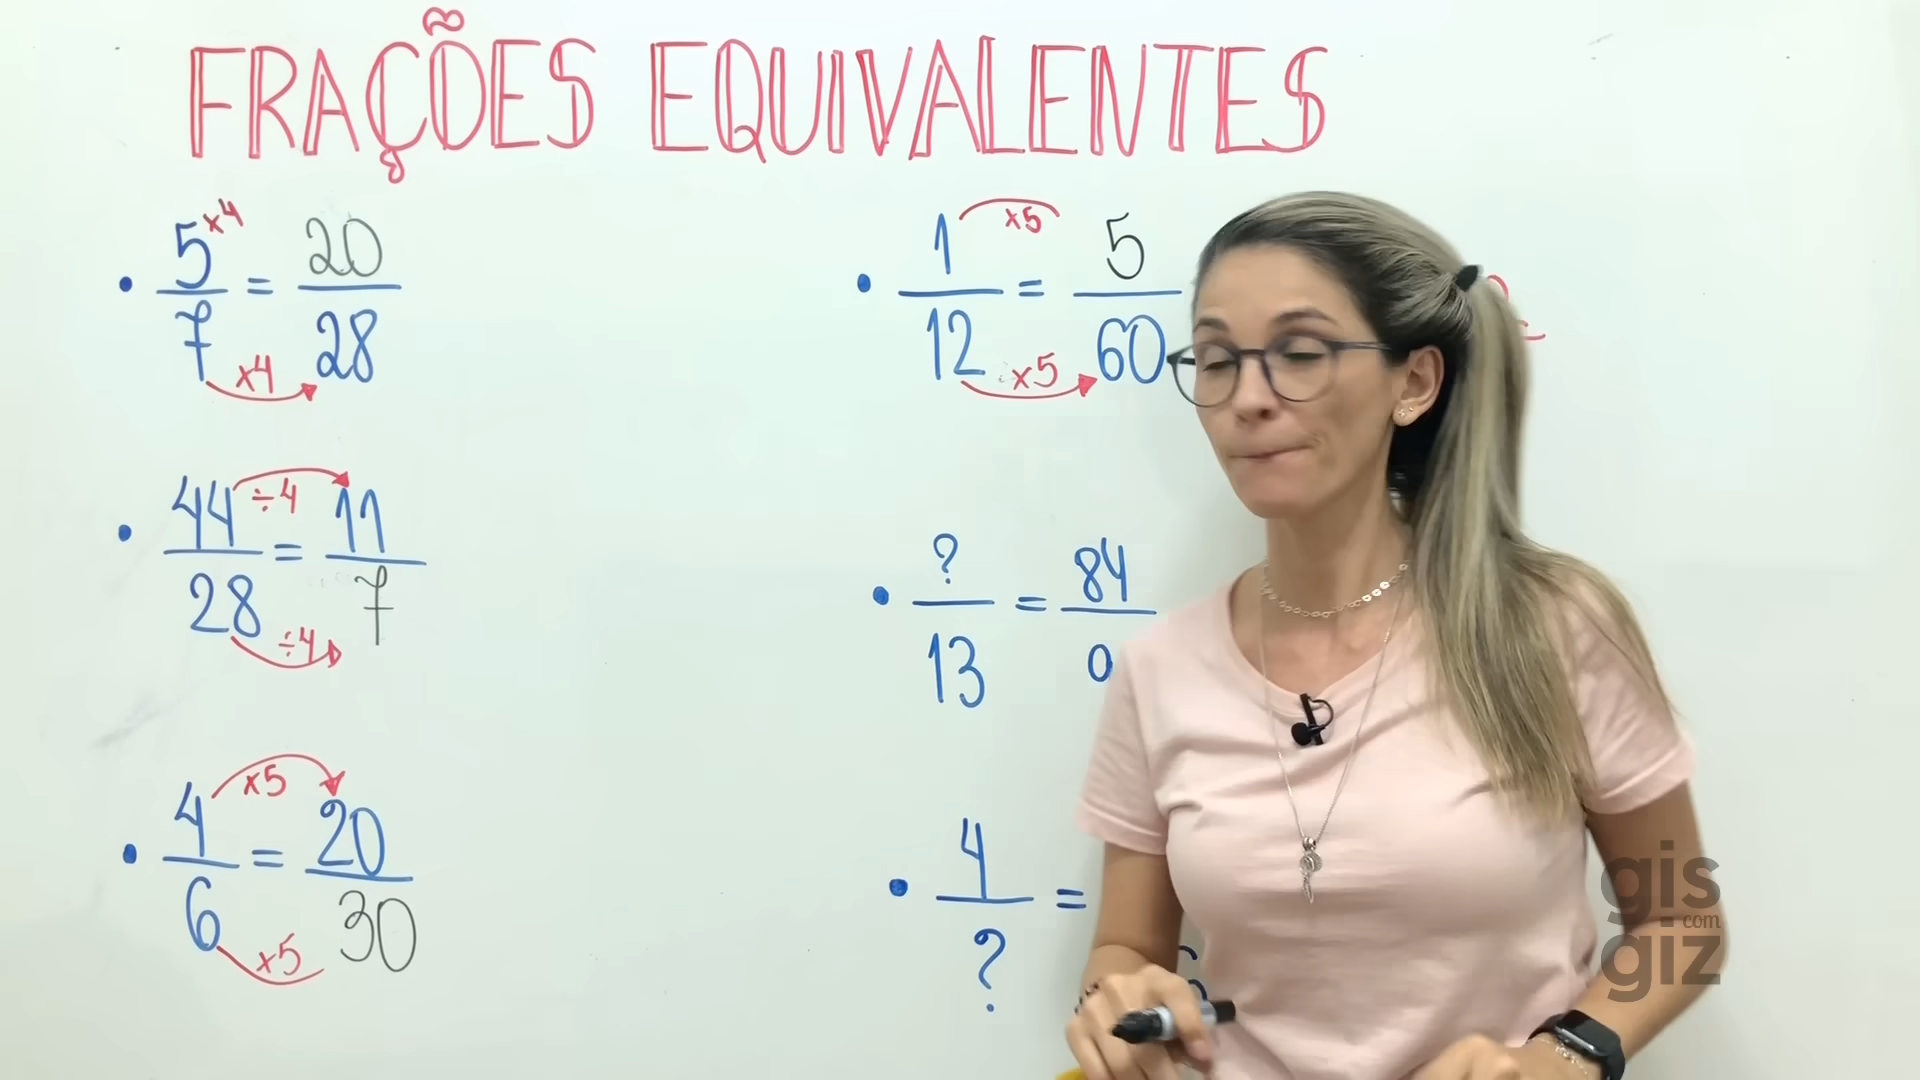 FRAÇÕES EQUIVALENTES
• 5/7 ×4 = 20/28
×4
• 44/28 ÷4 = 11/7
÷4
• 4/6 ×5 = 20/30
×5
• 1/12 ×5 = 5/60
×5
• ?/13 = 84/
• 4/? =
gis
com
giz